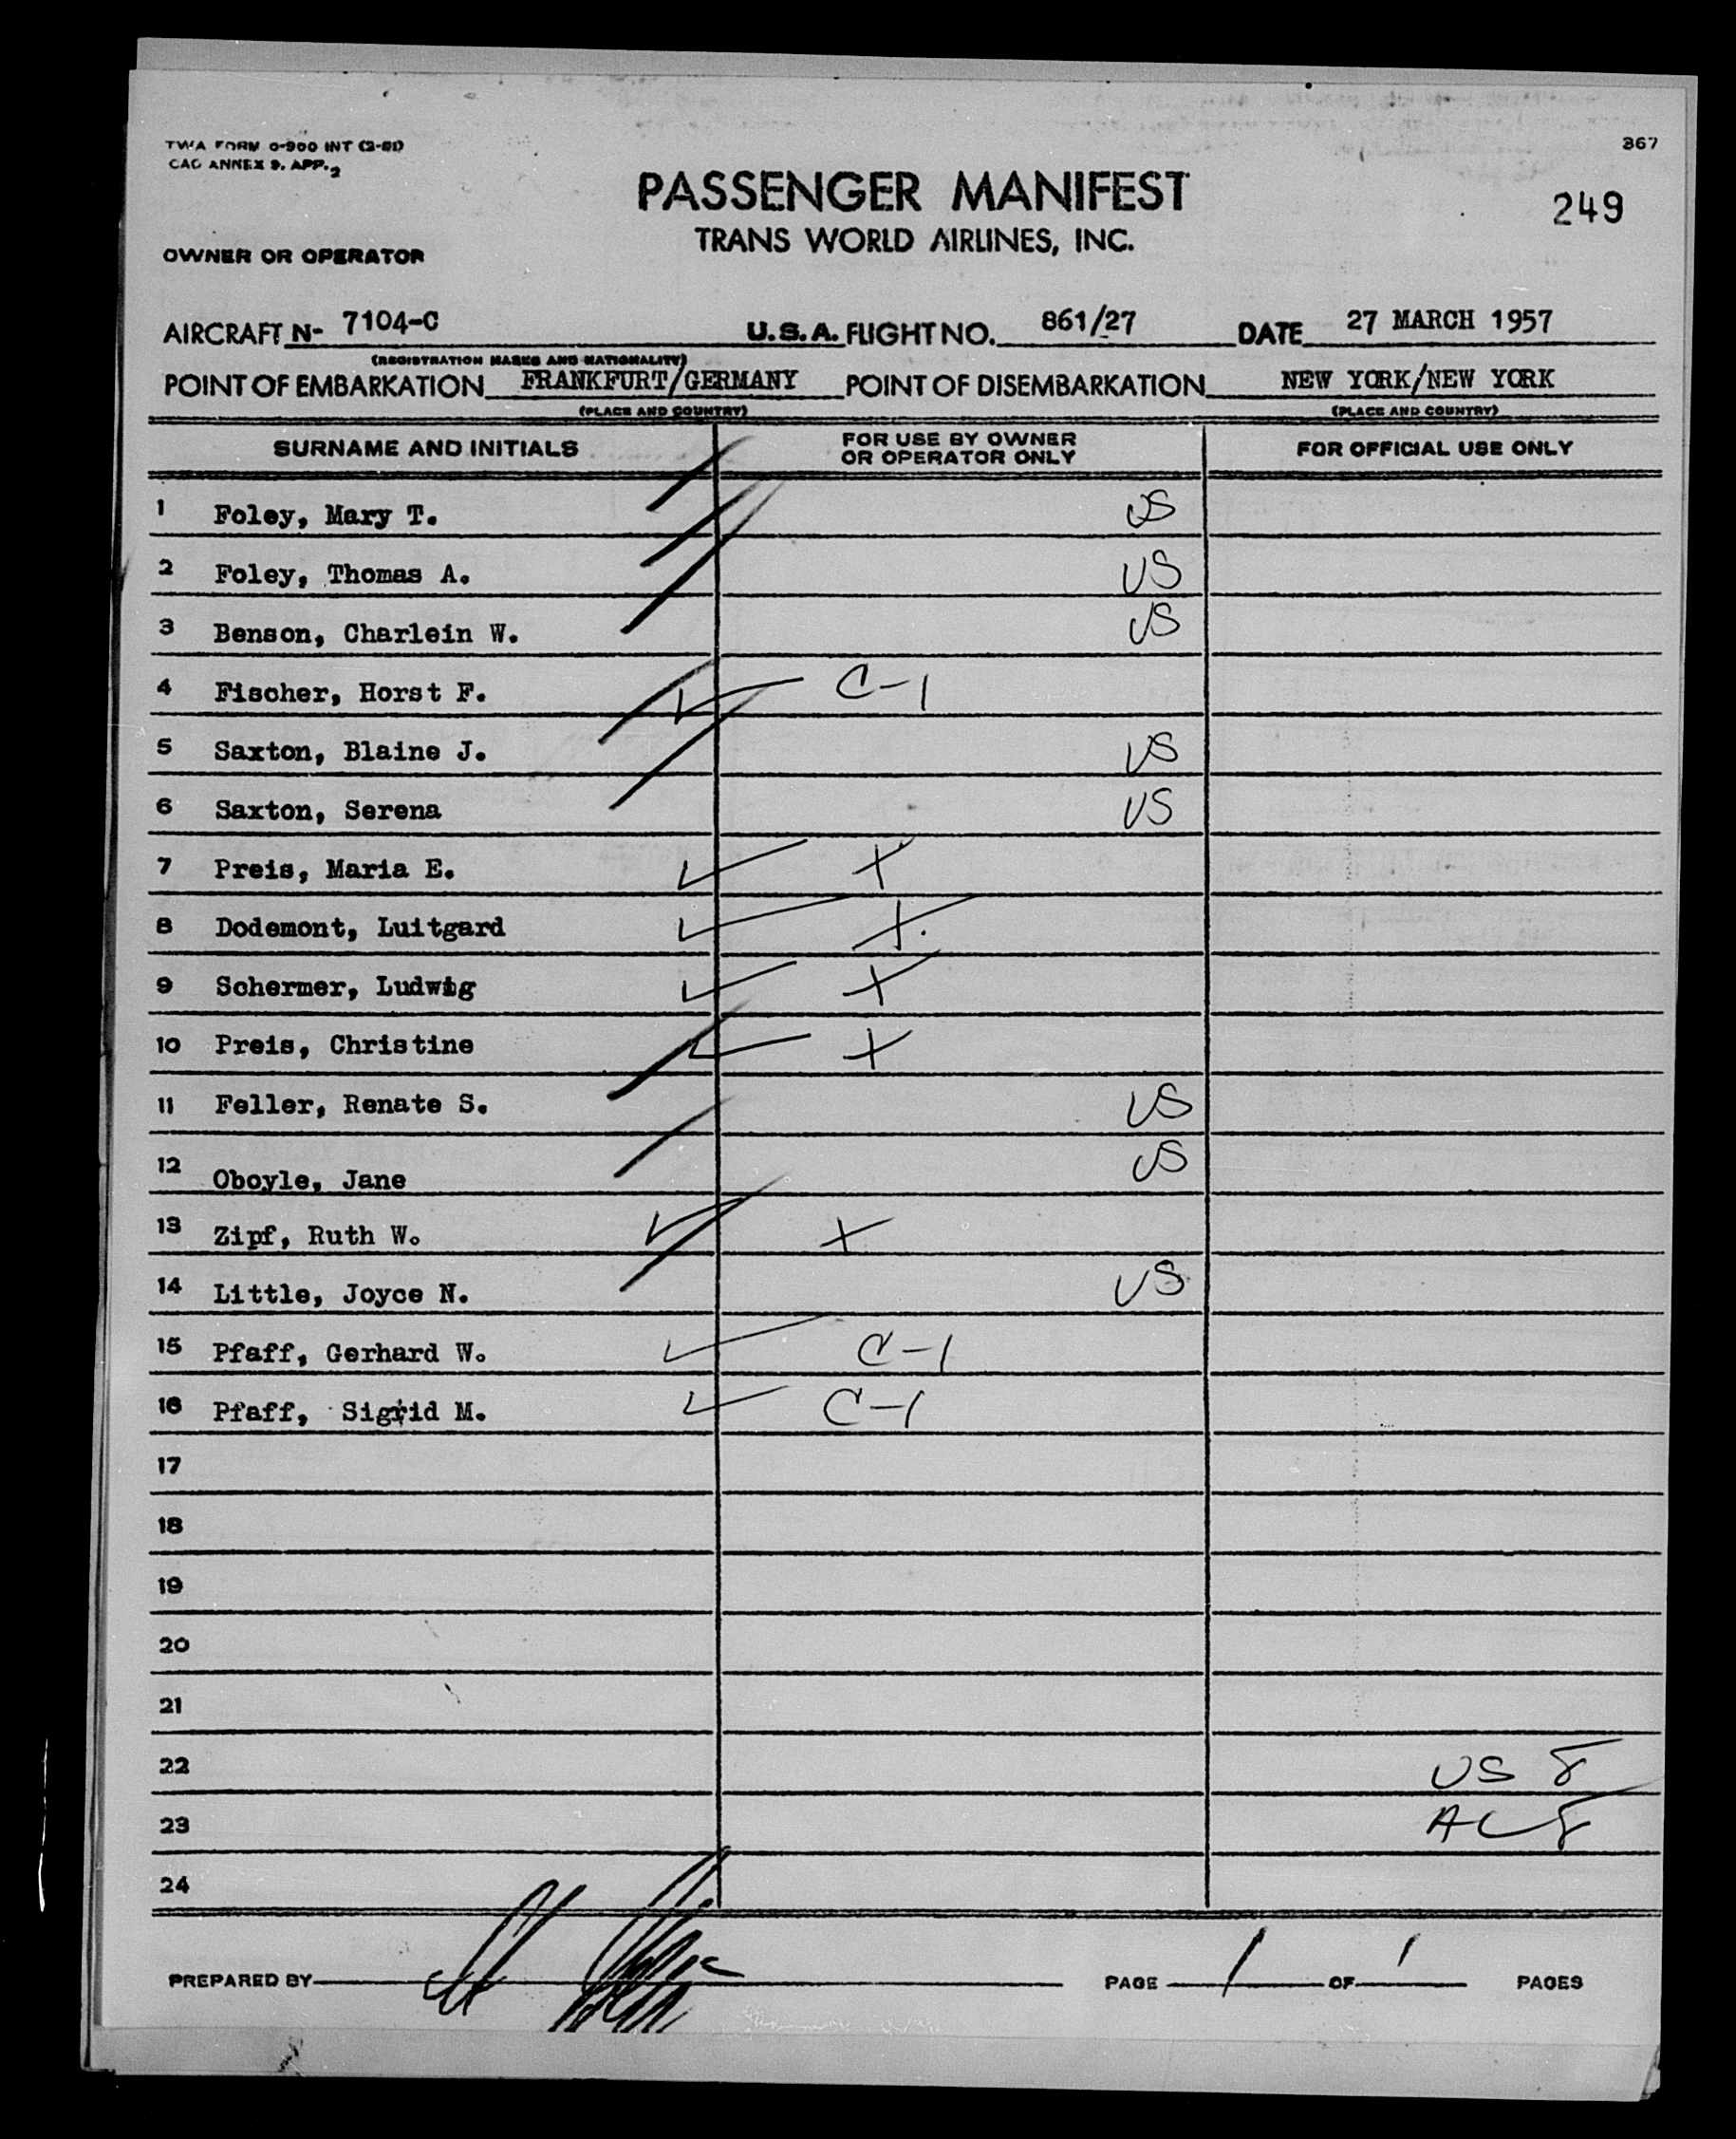 TWA FORM 0-900 INT (2-51)
CAO ANNEX 9. APP. 2
367
PASSENGER MANIFEST
249
TRANS WORLD AIRLINES, INC.
OWNER OR OPERATOR
AIRCRAFT N- 7104-C U.S.A. FLIGHT NO. 861/27 DATE 27 MARCH 1957
(REGISTRATION MARKS AND NATIONALITY)
POINT OF EMBARKATION FRANKFURT/GERMANY POINT OF DISEMBARKATION NEW YORK/NEW YORK
(PLACE AND COUNTRY) (PLACE AND COUNTRY)
SURNAME AND INITIALS FOR USE BY OWNER OR OPERATOR ONLY FOR OFFICIAL USE ONLY
1 Foley, Mary T. US
2 Foley, Thomas A. US
3 Benson, Charlein W. US
4 Fischer, Horst F. C-1
5 Saxton, Blaine J. US
6 Saxton, Serena US
7 Preis, Maria E. X
8 Dodemont, Luitgard X
9 Schermer, Ludwig X
10 Preis, Christine X
11 Feller, Renate S. US
12 Oboyle, Jane US
13 Zipf, Ruth W. X
14 Little, Joyce N. US
15 Pfaff, Gerhard W. C-1
16 Pfaff, Sigrid M. C-1
17
18
19
20
21
22 US 8
23 AL 8
24
PREPARED BY PAGE 1 OF 1 PAGES